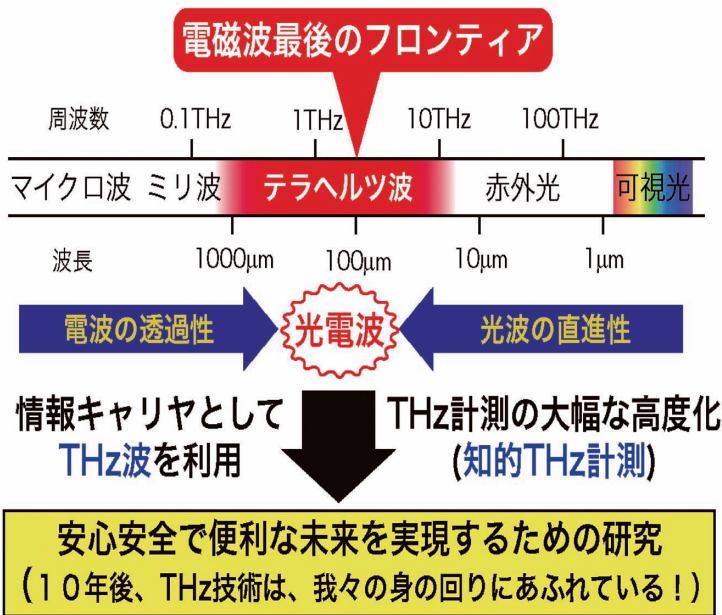 電磁波最後のフロンティア
周波数 0.1THz 1THz 10THz 100THz
マイクロ波 ミリ波 テラヘルツ波 赤外光 可視光
波長 1000μm 100μm 10μm 1μm
電波の透過性 光電波 光波の直進性
情報キャリヤとして
THz波を利用
THz計測の大幅な高度化
(知的THz計測)
安心安全で便利な未来を実現するための研究
(10年後、THz技術は、我々の身の回りにあふれている!)